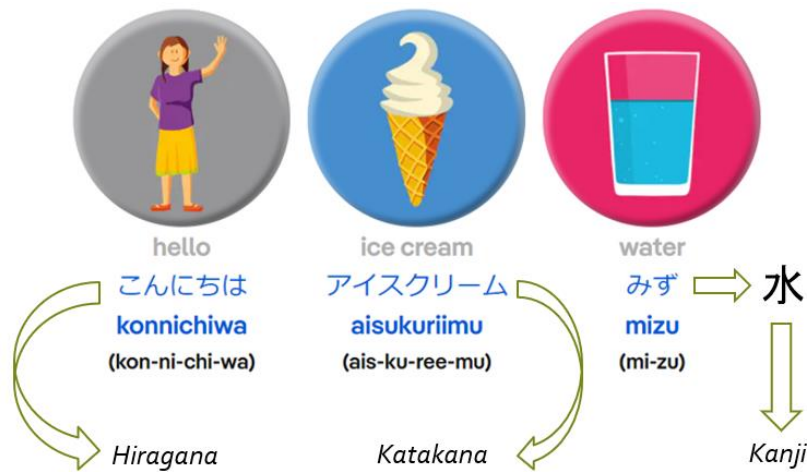 hello
こんにちは
konnichiwa
(kon-ni-chi-wa)
ice cream
アイスクリーム
aisukuriimu
(ais-ku-ree-mu)
water
みず
mizu
(mi-zu)
水
Hiragana
Katakana
Kanji